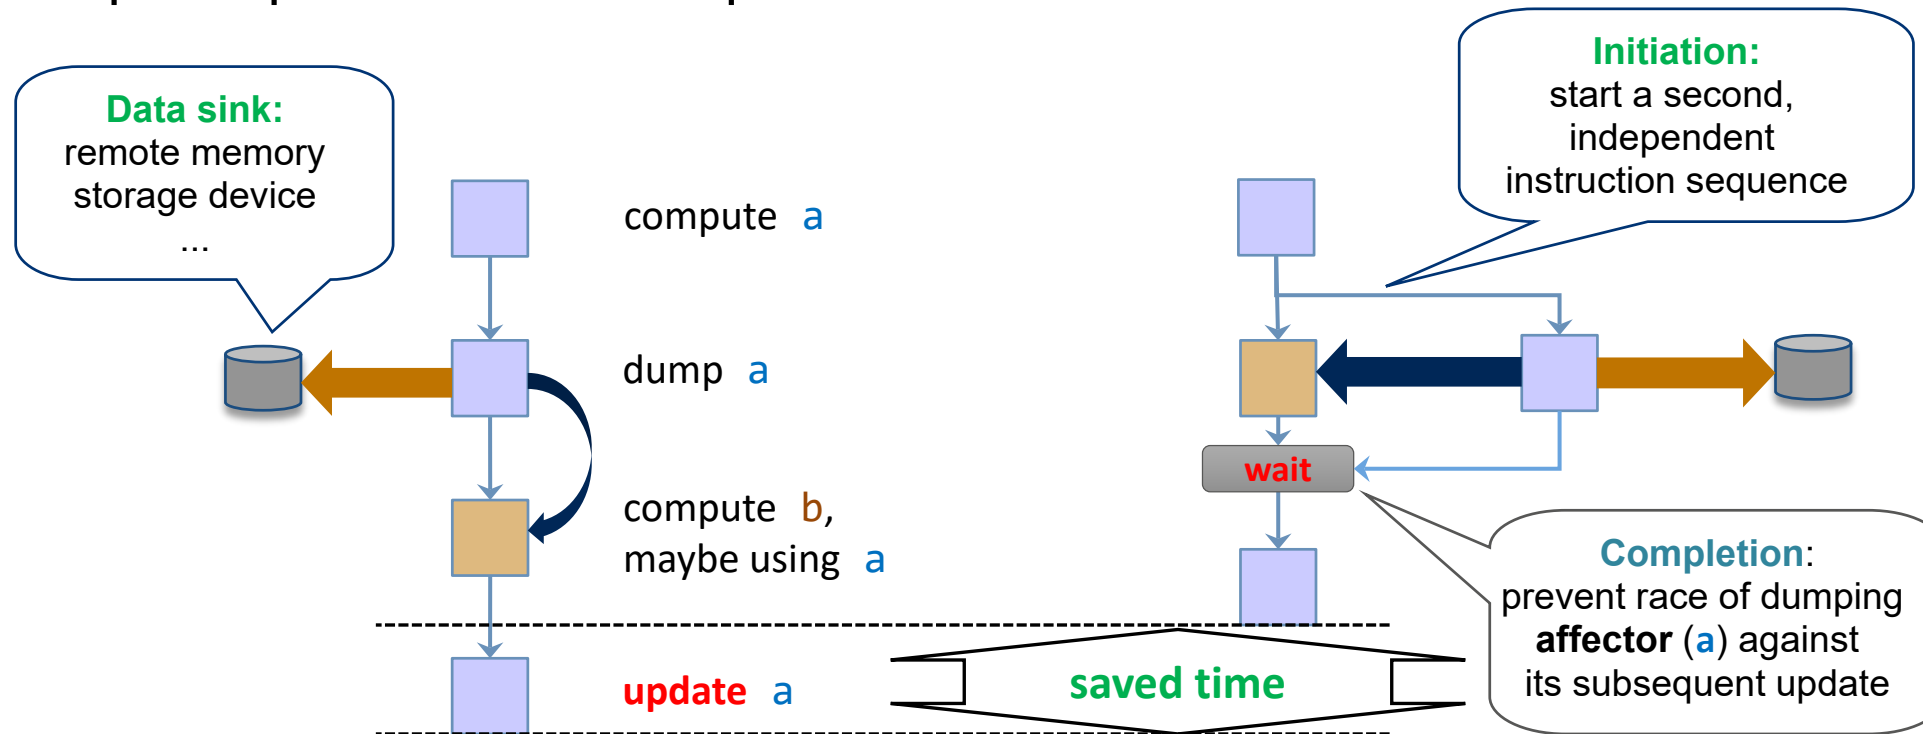 Data sink:
remote memory
storage device
...
Initiation:
start a second,
independent
instruction sequence
compute a
dump a
compute b,
maybe using a
update a
wait
saved time
Completion:
prevent race of dumping
affector (a) against
its subsequent update